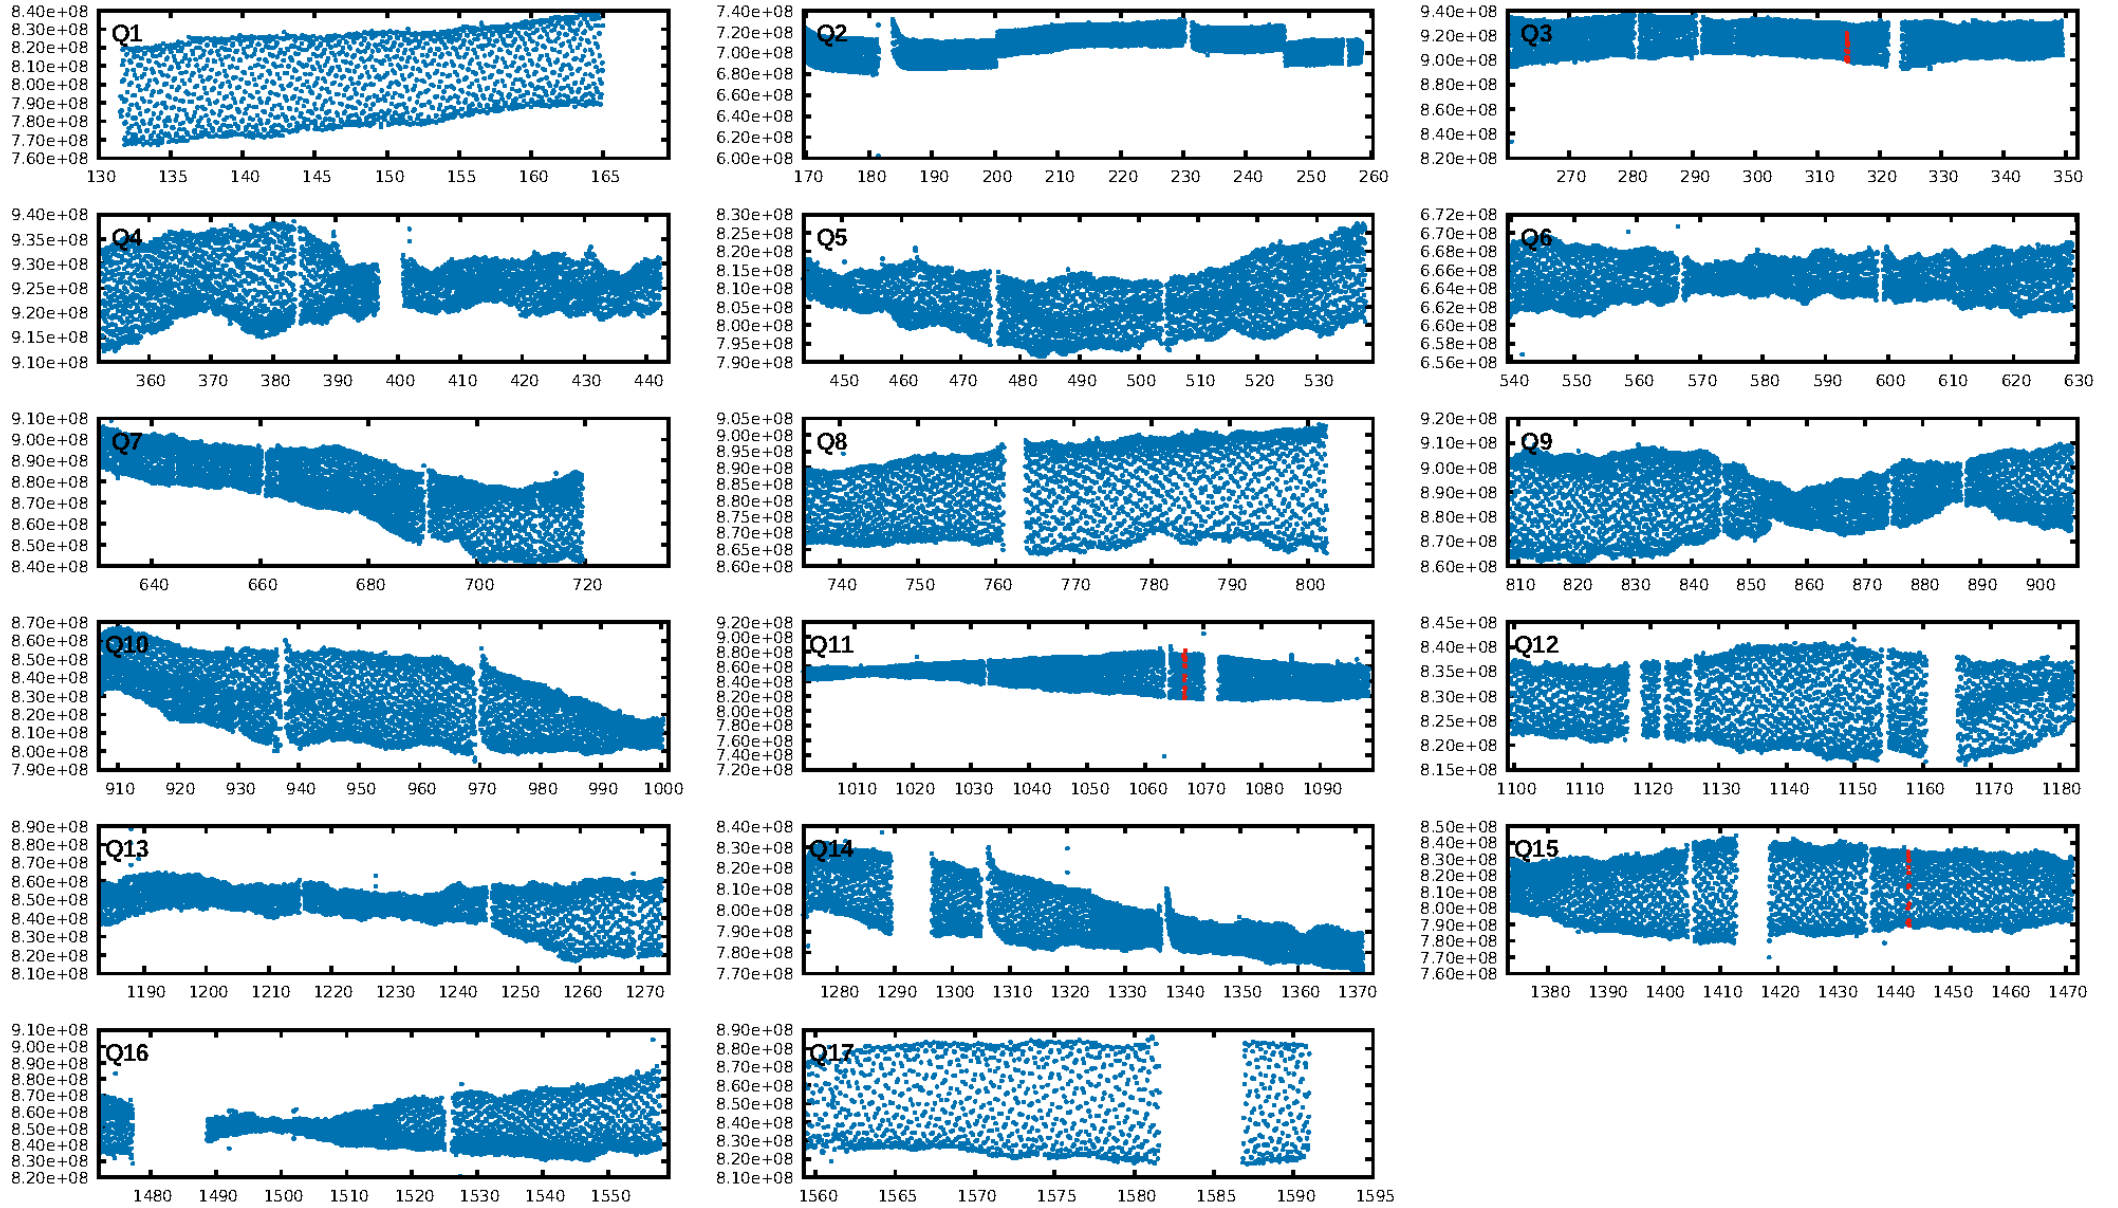 8.40e+08
8.30e+08
8.20e+08
8.10e+08
8.00e+08
7.90e+08
7.80e+08
7.70e+08
7.60e+08
Q1
130 135 140 145 150 155 160 165
7.40e+08
7.20e+08
7.00e+08
6.80e+08
6.60e+08
6.40e+08
6.20e+08
6.00e+08
Q2
170 180 190 200 210 220 230 240 250 260
9.40e+08
9.20e+08
9.00e+08
8.80e+08
8.60e+08
8.40e+08
8.20e+08
Q3
270 280 290 300 310 320 330 340 350
9.40e+08
9.35e+08
9.30e+08
9.25e+08
9.20e+08
9.15e+08
9.10e+08
Q4
360 370 380 390 400 410 420 430 440
8.30e+08
8.25e+08
8.20e+08
8.15e+08
8.10e+08
8.05e+08
8.00e+08
7.95e+08
7.90e+08
Q5
450 460 470 480 490 500 510 520 530
6.72e+08
6.70e+08
6.68e+08
6.66e+08
6.64e+08
6.62e+08
6.60e+08
6.58e+08
6.56e+08
Q6
540 550 560 570 580 590 600 610 620 630
9.10e+08
9.00e+08
8.90e+08
8.80e+08
8.70e+08
8.60e+08
8.50e+08
8.40e+08
Q7
640 660 680 700 720
9.05e+08
9.00e+08
8.95e+08
8.90e+08
8.85e+08
8.80e+08
8.75e+08
8.70e+08
8.65e+08
8.60e+08
Q8
740 750 760 770 780 790 800
9.20e+08
9.10e+08
9.00e+08
8.90e+08
8.80e+08
8.70e+08
8.60e+08
Q9
810 820 830 840 850 860 870 880 890 900
8.70e+08
8.60e+08
8.50e+08
8.40e+08
8.30e+08
8.20e+08
8.10e+08
8.00e+08
7.90e+08
Q10
910 920 930 940 950 960 970 980 990 1000
9.20e+08
9.00e+08
8.80e+08
8.60e+08
8.40e+08
8.20e+08
8.00e+08
7.80e+08
7.60e+08
7.40e+08
7.20e+08
Q11
1010 1020 1030 1040 1050 1060 1070 1080 1090
8.45e+08
8.40e+08
8.35e+08
8.30e+08
8.25e+08
8.20e+08
8.15e+08
Q12
1100 1110 1120 1130 1140 1150 1160 1170 1180
8.90e+08
8.80e+08
8.70e+08
8.60e+08
8.50e+08
8.40e+08
8.30e+08
8.20e+08
8.10e+08
Q13
1190 1200 1210 1220 1230 1240 1250 1260 1270
8.40e+08
8.30e+08
8.20e+08
8.10e+08
8.00e+08
7.90e+08
7.80e+08
7.70e+08
Q14
1280 1290 1300 1310 1320 1330 1340 1350 1360 1370
8.50e+08
8.40e+08
8.30e+08
8.20e+08
8.10e+08
8.00e+08
7.90e+08
7.80e+08
7.70e+08
7.60e+08
Q15
1380 1390 1400 1410 1420 1430 1440 1450 1460 1470
9.10e+08
9.00e+08
8.90e+08
8.80e+08
8.70e+08
8.60e+08
8.50e+08
8.40e+08
8.30e+08
8.20e+08
Q16
1480 1490 1500 1510 1520 1530 1540 1550
8.90e+08
8.80e+08
8.70e+08
8.60e+08
8.50e+08
8.40e+08
8.30e+08
8.20e+08
8.10e+08
Q17
1560 1565 1570 1575 1580 1585 1590 1595